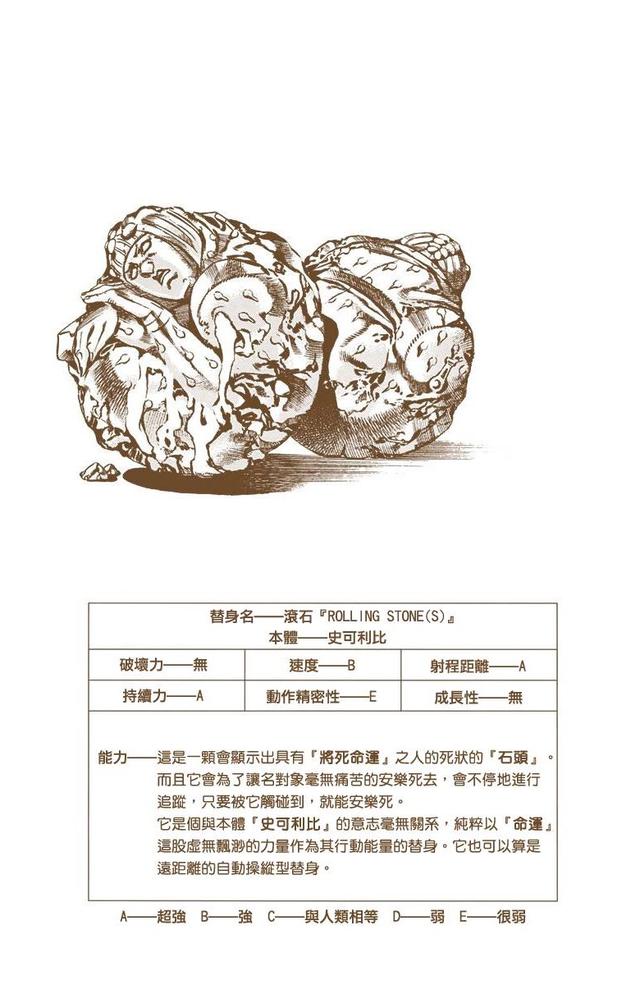 替身名——滾石『ROLLING STONE(S)』
本體——史可利比
破壞力——無 速度——B 射程距離——A
持續力——A 動作精密性——E 成長性——無
能力——這是一顆會顯示出具有『將死命運』之人的死狀的『石頭』。
而且它會為了讓名對象毫無痛苦的安樂死去，會不停地進行
追蹤，只要被它觸碰到，就能安樂死。
它是個與本體『史可利比』的意志毫無關系，純粹以『命運』
這股虛無飄渺的力量作為其行動能量的替身。它也可以算是
遠距離的自動操縱型替身。
A——超強 B——強 C——與人類相等 D——弱 E——很弱